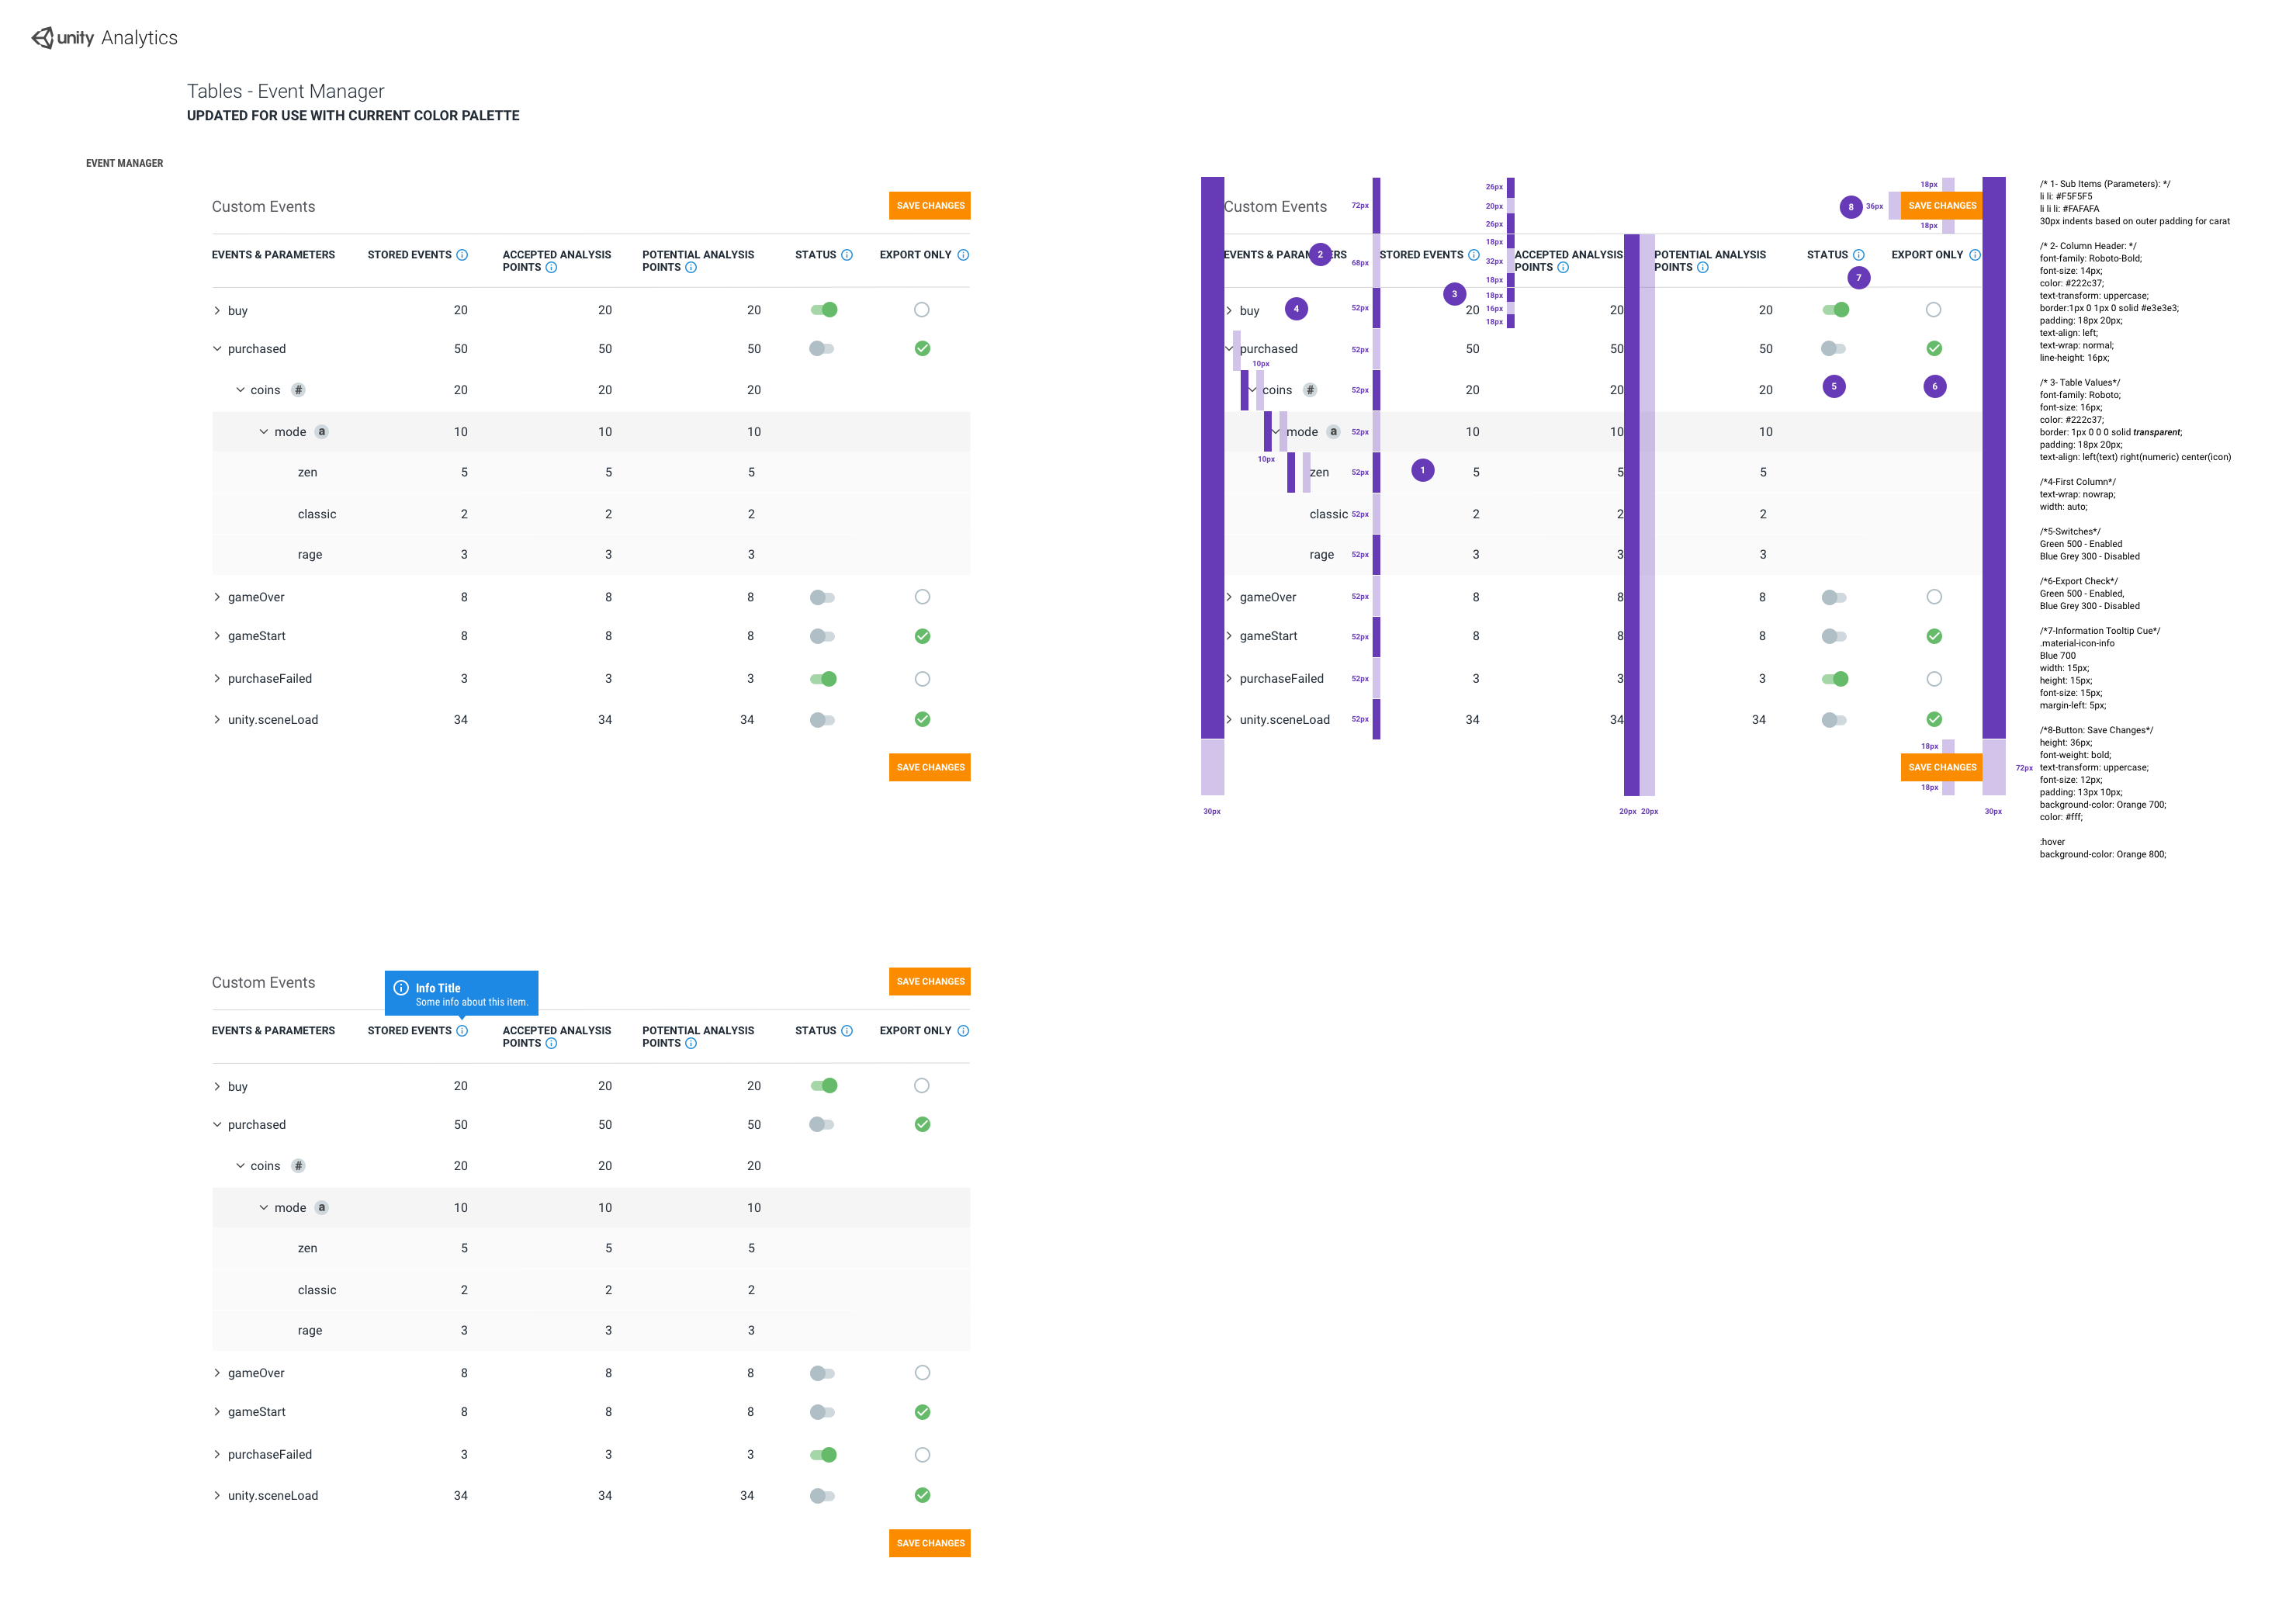 unity Analytics
Tables - Event Manager
UPDATED FOR USE WITH CURRENT COLOR PALETTE
EVENT MANAGER
Custom Events
SAVE CHANGES
EVENTS & PARAMETERS STORED EVENTS ACCEPTED ANALYSIS POINTS POTENTIAL ANALYSIS POINTS STATUS EXPORT ONLY
buy 20 20 20
purchased 50 50 50
coins # 20 20 20
mode a 10 10 10
zen 5 5 5
classic 2 2 2
rage 3 3 3
gameOver 8 8 8
gameStart 8 8 8
purchaseFailed 3 3 3
unity.sceneLoad 34 34 34
SAVE CHANGES
Custom Events 72px 26px 20px 26px 8 36px 18px SAVE CHANGES 18px
EVENTS & PARAM 2 ERS 68px STORED EVENTS 18px 32px 18px ACCEPTED ANALYSIS POINTS POTENTIAL ANALYSIS POINTS STATUS 7 EXPORT ONLY
buy 4 52px 3 20 18px 16px 18px 20 20
purchased 52px 50 50 50
10px
coins # 52px 20 20 20 5 6
mode a 52px 10 10 10
10px
zen 52px 1 5 5 5
classic 52px 2 2 2
rage 52px 3 3 3
gameOver 52px 8 8 8
gameStart 52px 8 8 8
purchaseFailed 52px 3 3 3
unity.sceneLoad 52px 34 34 34
18px
SAVE CHANGES 72px
18px
30px 20px 20px 30px
/* 1- Sub Items (Parameters): */
li li: #F5F5F5
li li li: #FAFAFA
30px indents based on outer padding for carat
/* 2- Column Header: */
font-family: Roboto-Bold;
font-size: 14px;
color: #222c37;
text-transform: uppercase;
border:1px 0 1px 0 solid #e3e3e3;
padding: 18px 20px;
text-align: left;
text-wrap: normal;
line-height: 16px;
/* 3- Table Values*/
font-family: Roboto;
font-size: 16px;
color: #222c37;
border: 1px 0 0 0 solid transparent;
padding: 18px 20px;
text-align: left(text) right(numeric) center(icon)
/*4-First Column*/
text-wrap: nowrap;
width: auto;
/*5-Switches*/
Green 500 - Enabled
Blue Grey 300 - Disabled
/*6-Export Check*/
Green 500 - Enabled,
Blue Grey 300 - Disabled
/*7-Information Tooltip Cue*/
.material-icon-info
Blue 700
width: 15px;
height: 15px;
font-size: 15px;
margin-left: 5px;
/*8-Button: Save Changes*/
height: 36px;
font-weight: bold;
text-transform: uppercase;
font-size: 12px;
padding: 13px 10px;
background-color: Orange 700;
color: #fff;
:hover
background-color: Orange 800;
Custom Events
Info Title
Some info about this item.
SAVE CHANGES
EVENTS & PARAMETERS STORED EVENTS ACCEPTED ANALYSIS POINTS POTENTIAL ANALYSIS POINTS STATUS EXPORT ONLY
buy 20 20 20
purchased 50 50 50
coins # 20 20 20
mode a 10 10 10
zen 5 5 5
classic 2 2 2
rage 3 3 3
gameOver 8 8 8
gameStart 8 8 8
purchaseFailed 3 3 3
unity.sceneLoad 34 34 34
SAVE CHANGES